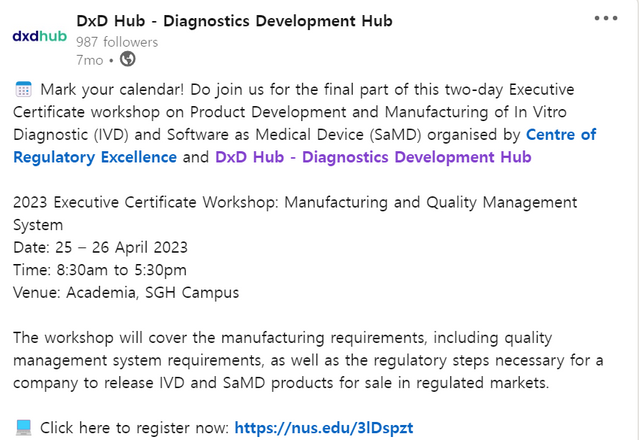 dxdhub
DxD Hub - Diagnostics Development Hub
987 followers
7mo •
Mark your calendar! Do join us for the final part of this two-day Executive
Certificate workshop on Product Development and Manufacturing of In Vitro
Diagnostic (IVD) and Software as Medical Device (SaMD) organised by Centre of
Regulatory Excellence and DxD Hub - Diagnostics Development Hub
2023 Executive Certificate Workshop: Manufacturing and Quality Management
System
Date: 25 – 26 April 2023
Time: 8:30am to 5:30pm
Venue: Academia, SGH Campus
The workshop will cover the manufacturing requirements, including quality
management system requirements, as well as the regulatory steps necessary for a
company to release IVD and SaMD products for sale in regulated markets.
Click here to register now: https://nus.edu/3lDspzt